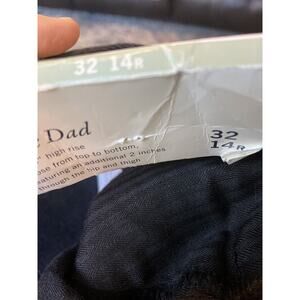 32 14R
Dad
high rise
from top to bottom,
an additional 2 inches
through the hip and thigh
32
14R